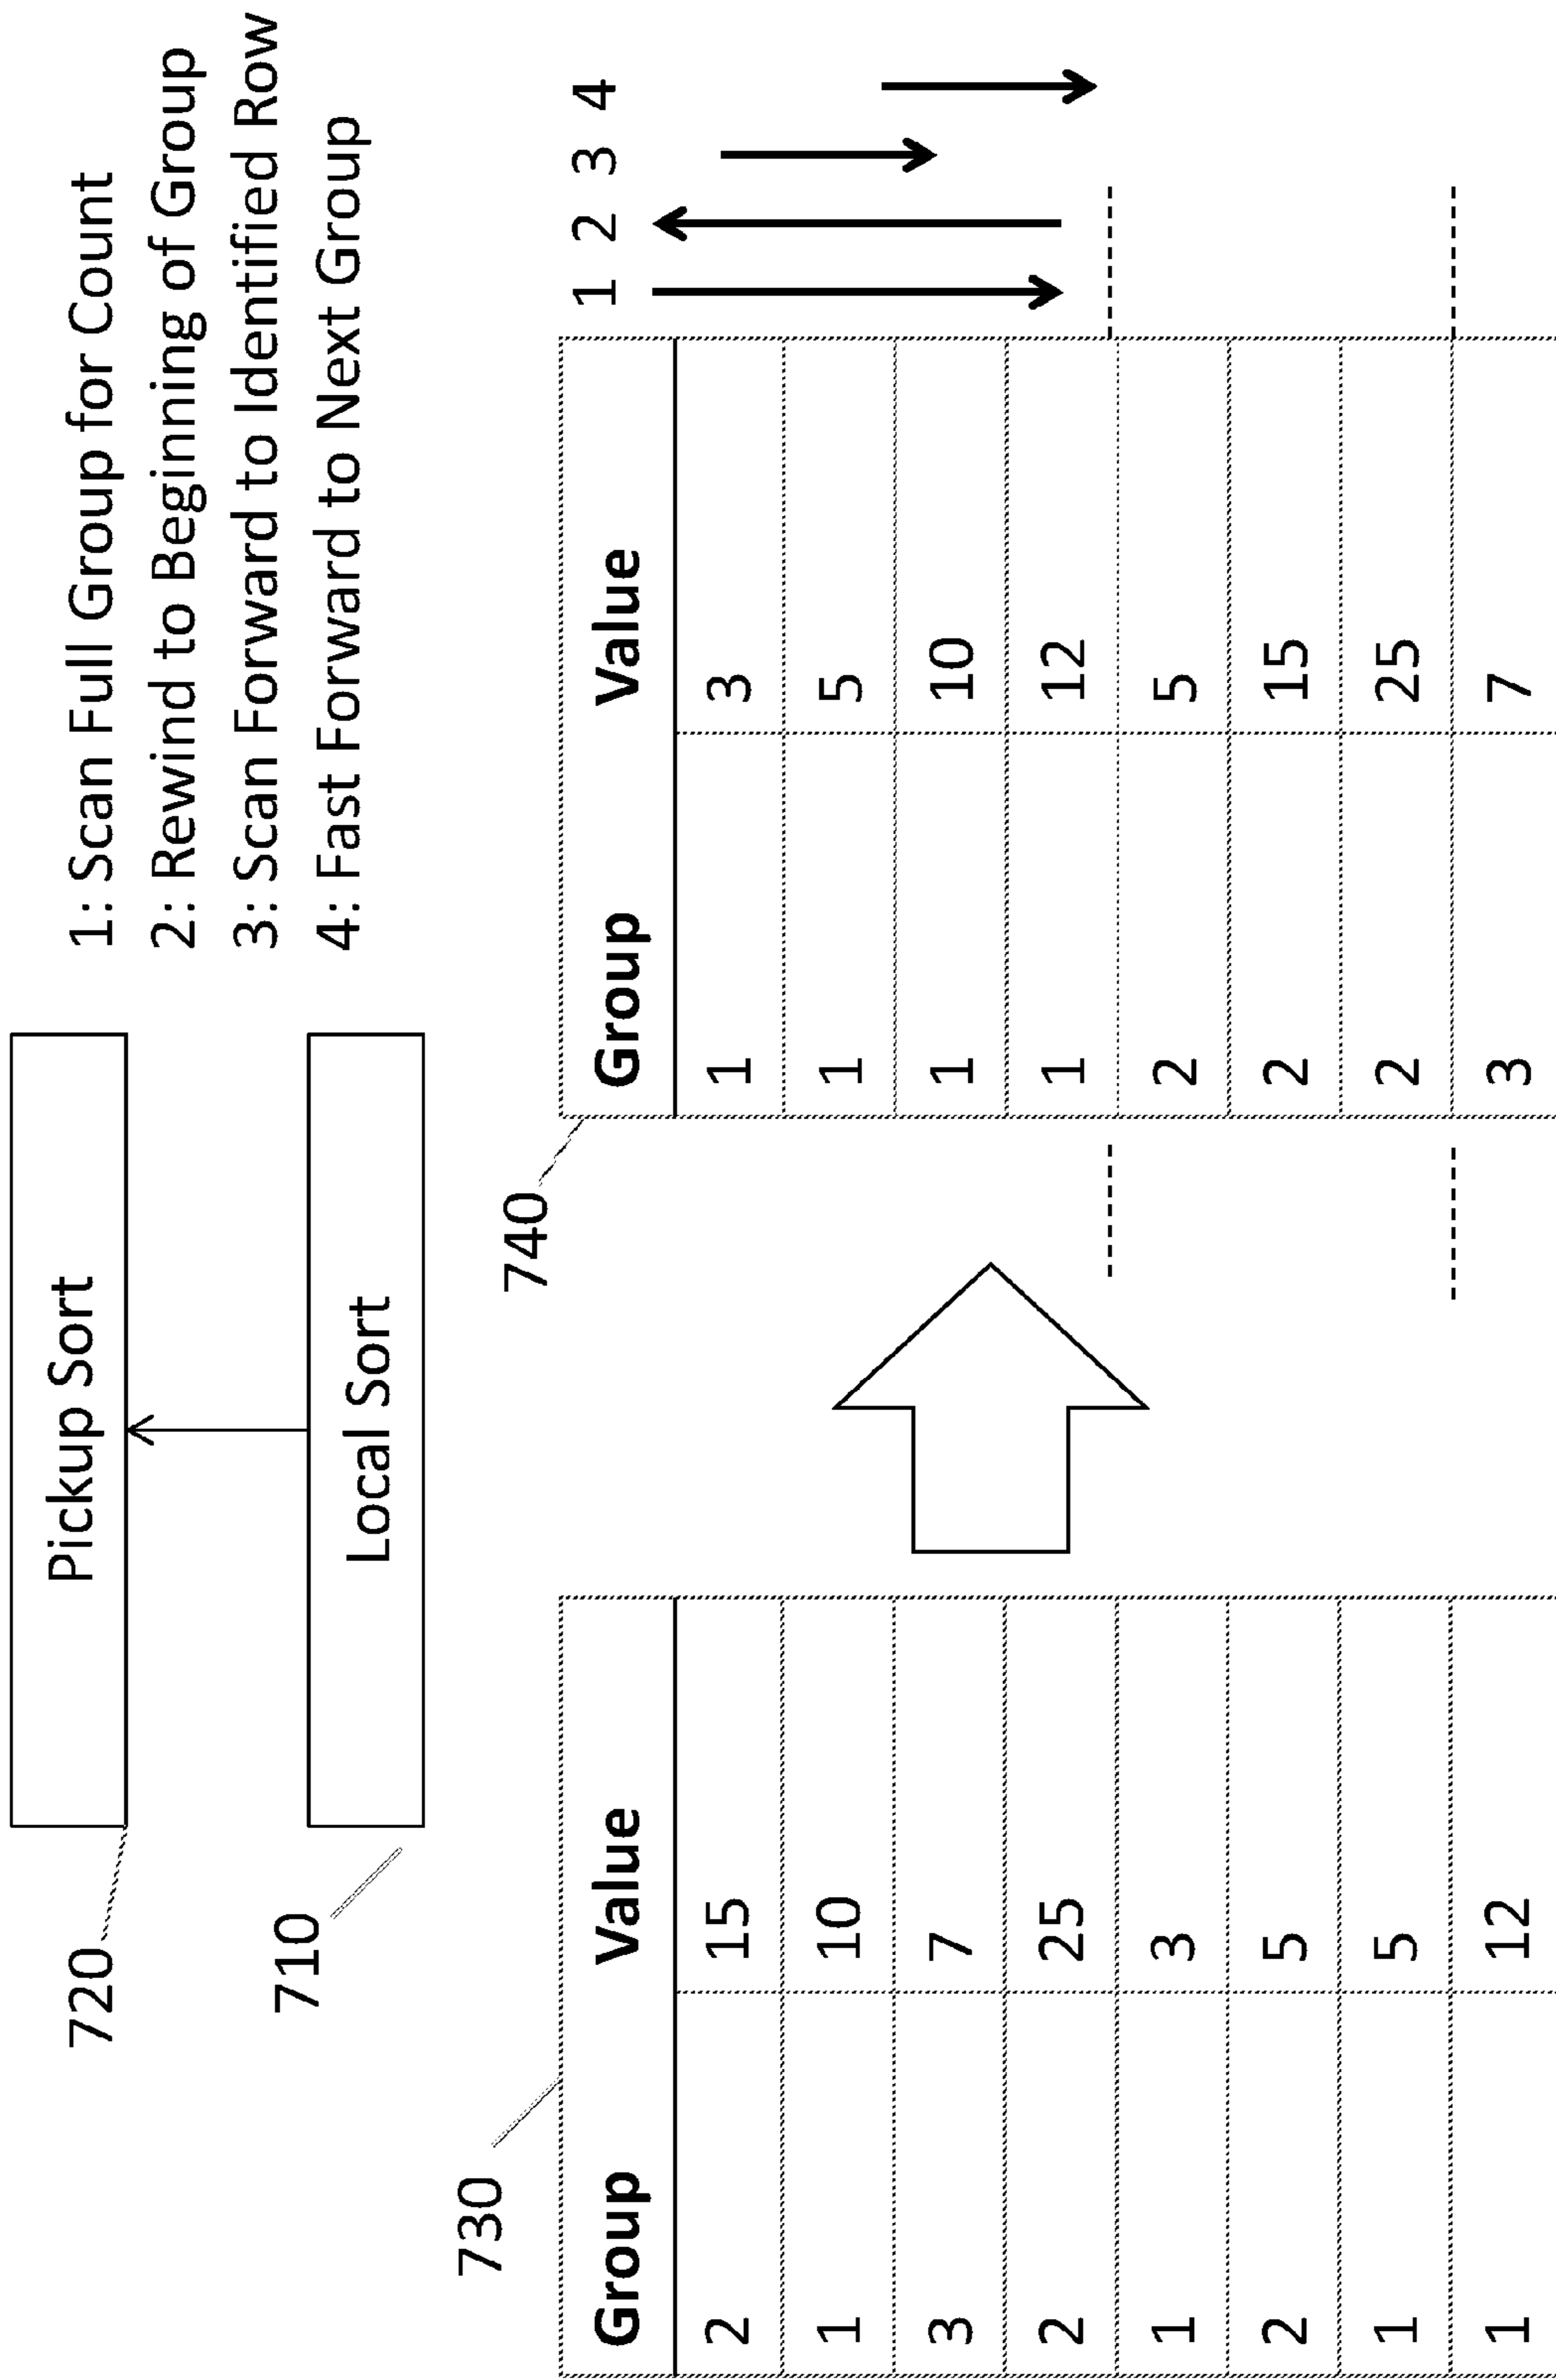 720
Pickup Sort
710
Local Sort
1: Scan Full Group for Count
2: Rewind to Beginning of Group
3: Scan Forward to Identified Row
4: Fast Forward to Next Group
730
Group Value
2 15
1 10
3 7
2 25
1 3
2 5
1 5
1 12
740
Group Value
1 3
1 5
1 10
1 12
2 5
2 15
2 25
3 7
1 2 3 4